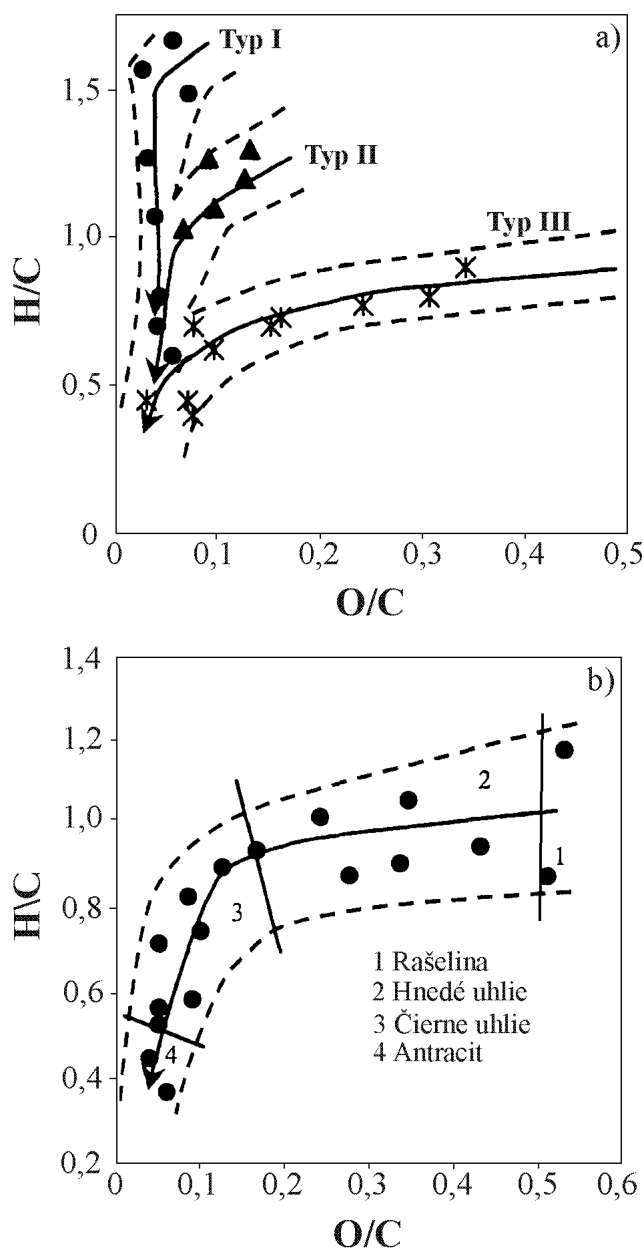 a)
Typ I
1,5
Typ II
Typ III
1,0
H/C
0,5
0
0 0,1 0,2 0,3 0,4 0,5
O/C
1,4
b)
1,2
2
1,0
1
H\C
0,8
3
1 Rašelina
2 Hnedé uhlie
0,6
3 Čierne uhlie
4
4 Antracit
0,4
0,2
0 0,1 0,2 0,3 0,4 0,5 0,6
O/C